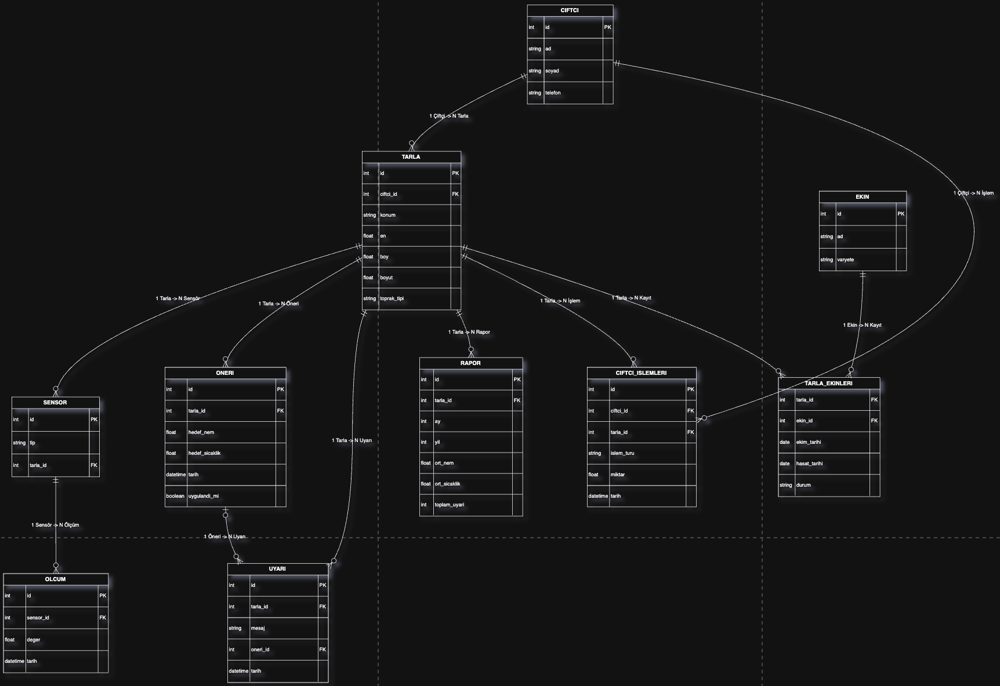 CIFTCI
int id PK
string ad
string soyad
string telefon
1 Çiftçi -> N Tarla
TARLA
int id PK
int ciftci_id FK
string konum
float en
float boy
float boyut
string toprak_tipi
1 Çiftçi -> N İşlem
EKIN
int id PK
string ad
string varyete
1 Tarla -> N Sensör
1 Tarla -> N Öneri
1 Tarla -> N İşlem
1 Tarla -> N Kayıt
1 Tarla -> N Rapor
1 Ekin -> N Kayıt
SENSOR
int id PK
string tip
int tarla_id FK
ONERI
int id PK
int tarla_id FK
float hedef_nem
float hedef_sicaklik
datetime tarih
boolean uygulandi_mi
1 Tarla -> N Uyarı
RAPOR
int id PK
int tarla_id FK
int ay
int yil
float ort_nem
float ort_sicaklik
int toplam_uyari
CIFTCI_ISLEMLERI
int id PK
int ciftci_id FK
int tarla_id FK
string islem_turu
float miktar
datetime tarih
TARLA_EKINLERI
int tarla_id FK
int ekin_id FK
date ekim_tarihi
date hasat_tarihi
string durum
1 Sensör -> N Ölçüm
1 Öneri -> N Uyarı
OLCUM
int id PK
int sensor_id FK
float deger
datetime tarih
UYARI
int id PK
int tarla_id FK
string mesaj
int oneri_id FK
datetime tarih